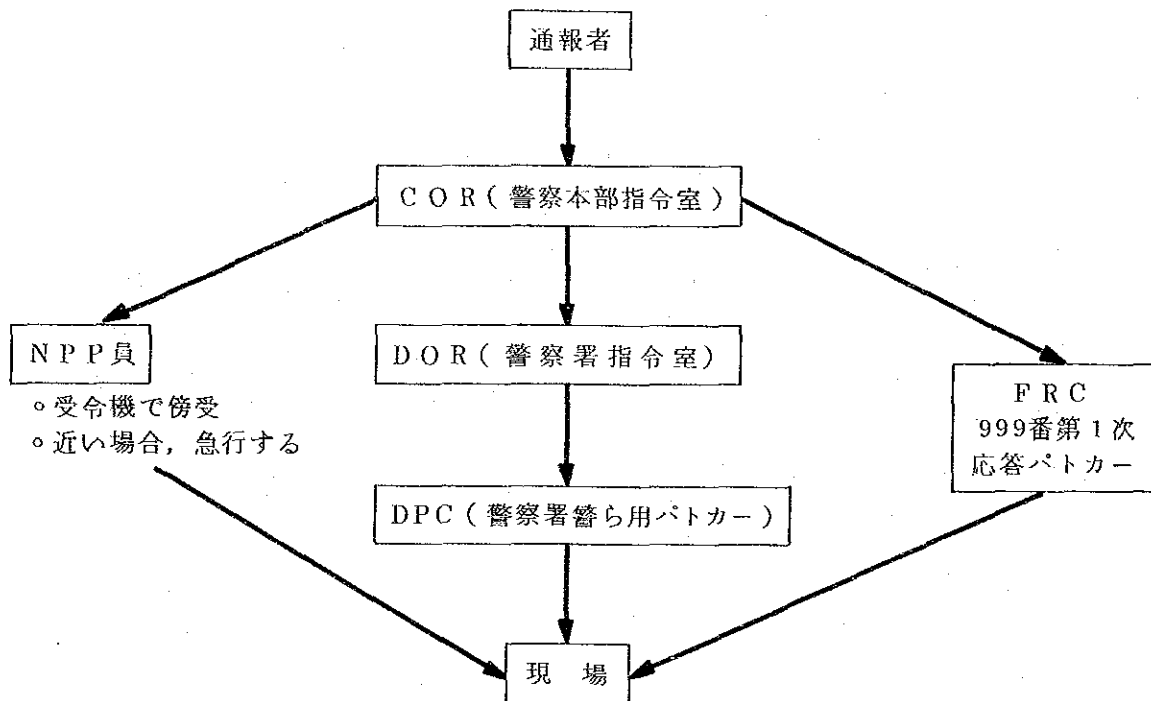 通報者
COR(警察本部指令室)
NPP員
。受令機で傍受
。近い場合,急行する
DOR(警察署指令室)
FRC
999番第1次
応答パトカー
DPC(警察署警ら用パトカー)
現 場